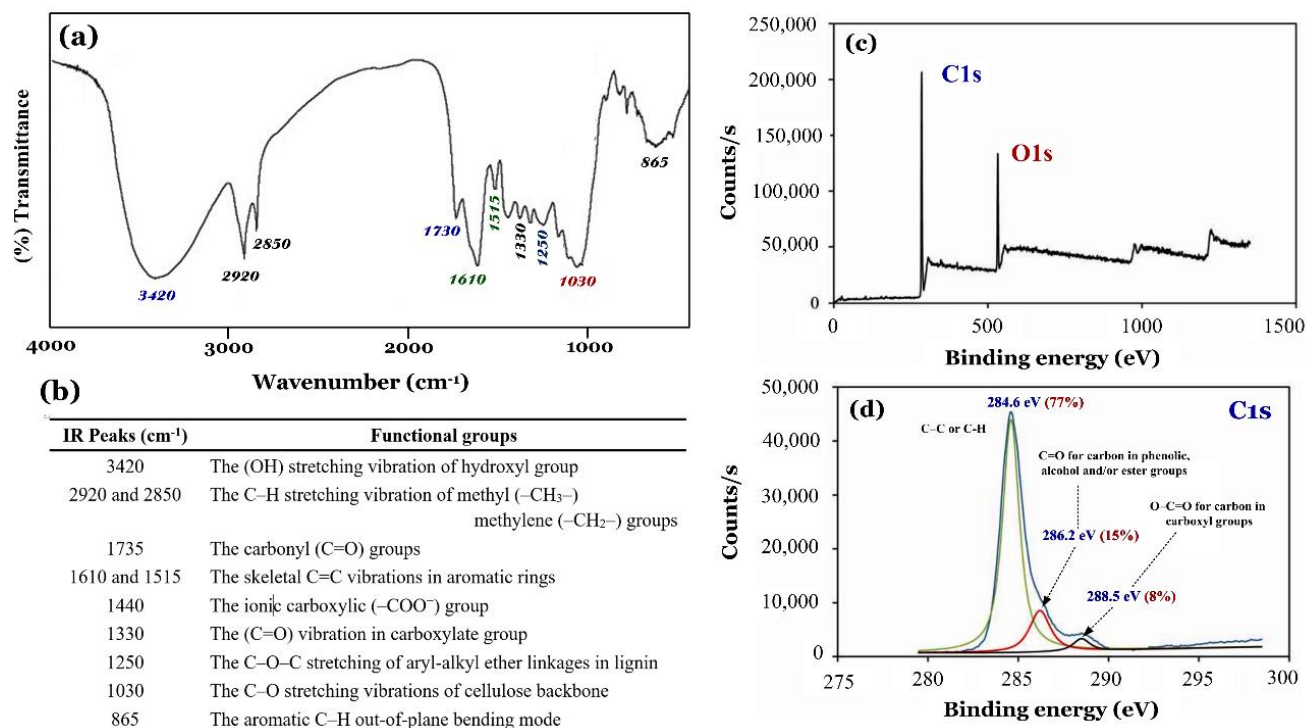 (a)
(%) Transmittance
3420
2920
2850
1730
1610
1515
1330
1250
1030
865
4000
3000
2000
1000
Wavenumber (cm⁻¹)
(b)
IR Peaks (cm⁻¹) Functional groups
3420 The (OH) stretching vibration of hydroxyl group
2920 and 2850 The C–H stretching vibration of methyl (–CH₃–)
methylene (–CH₂–) groups
1735 The carbonyl (C=O) groups
1610 and 1515 The skeletal C=C vibrations in aromatic rings
1440 The ionic carboxylic (–COO⁻) group
1330 The (C=O) vibration in carboxylate group
1250 The C–O–C stretching of aryl-alkyl ether linkages in lignin
1030 The C–O stretching vibrations of cellulose backbone
865 The aromatic C–H out-of-plane bending mode
(c)
Counts/s
250,000
200,000
150,000
100,000
50,000
0
C1s
O1s
0
500
1000
1500
Binding energy (eV)
(d)
C1s
Counts/s
50,000
40,000
30,000
20,000
10,000
0
284.6 eV (77%)
C–C or C-H
C=O for carbon in phenolic,
alcohol and/or ester groups
O–C=O for carbon in
carboxyl groups
286.2 eV (15%)
288.5 eV (8%)
275
280
285
290
295
300
Binding energy (eV)